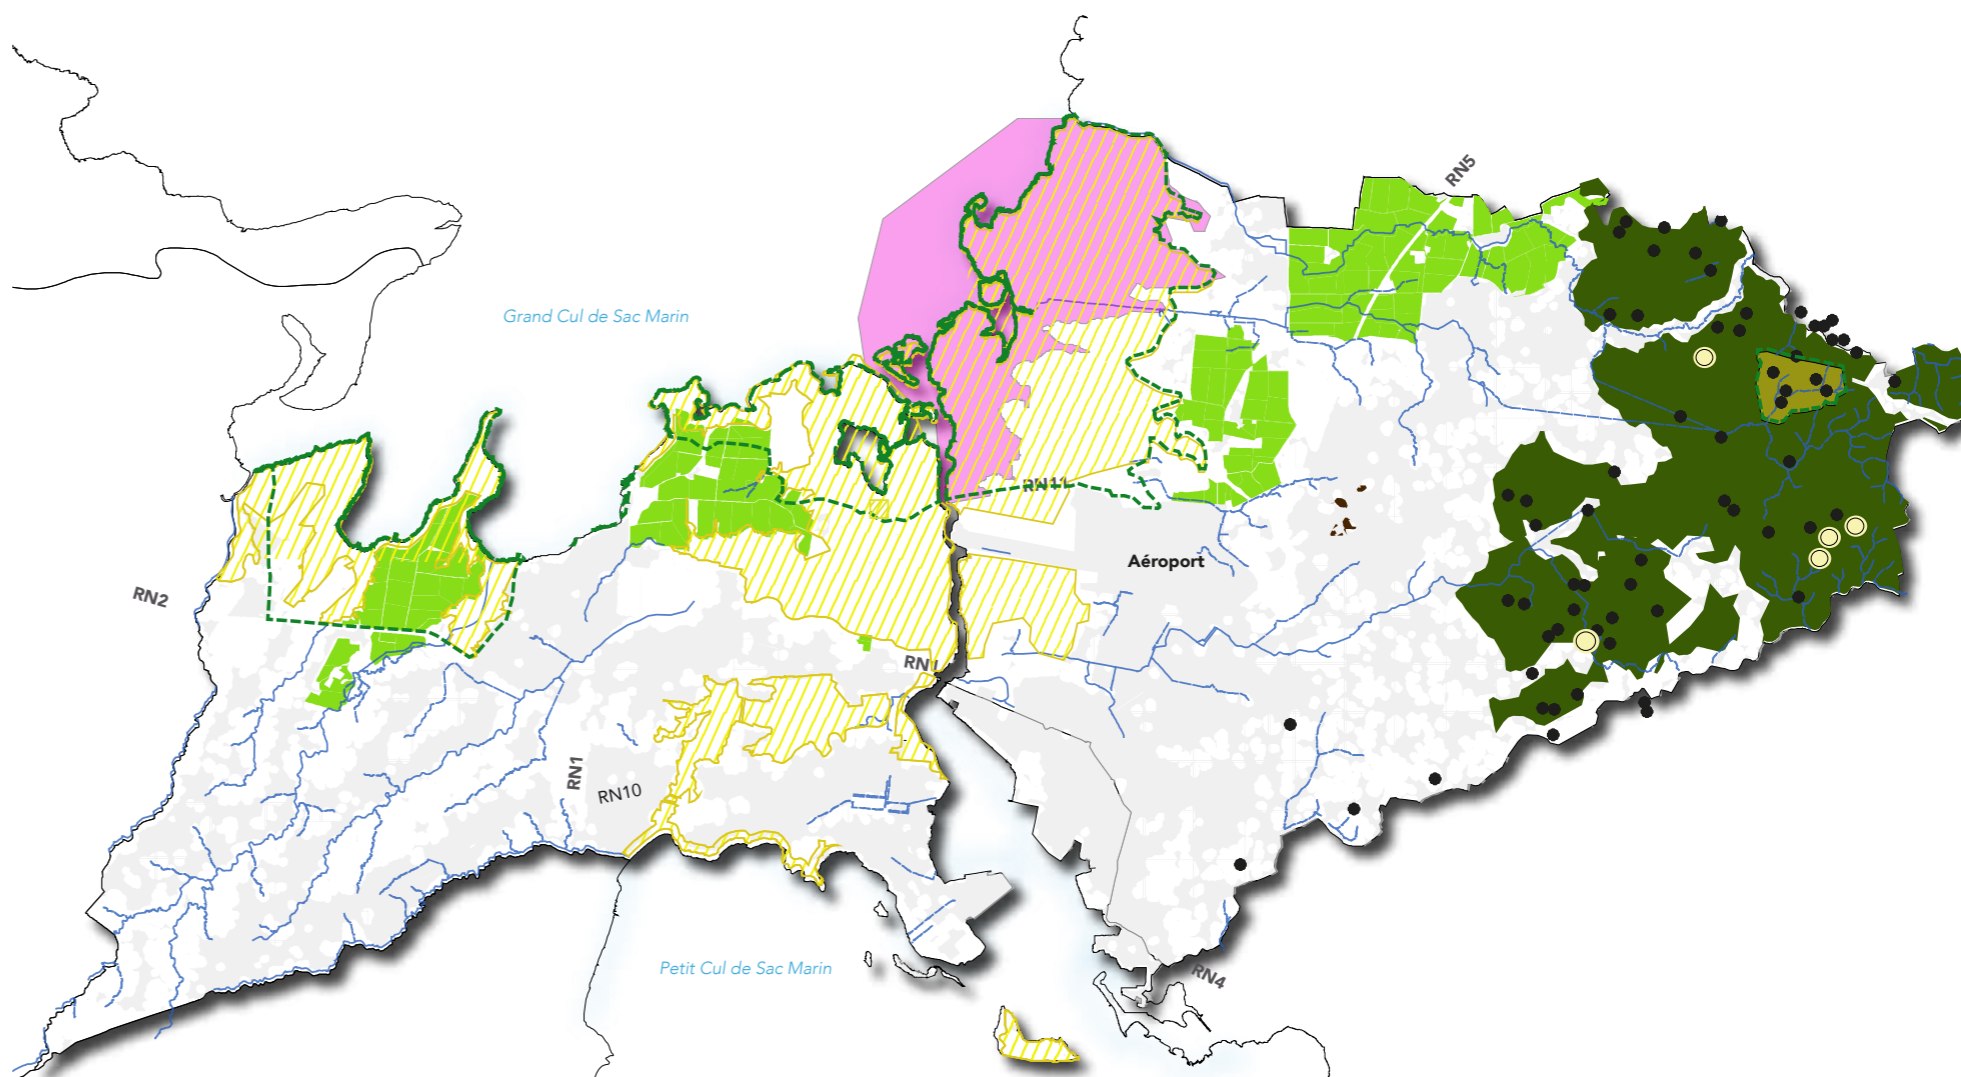 RN5
Grand Cul de Sac Marin
RN11
Aéroport
RN2
RN1
RN1
RN10
Petit Cul de Sac Marin
RN4